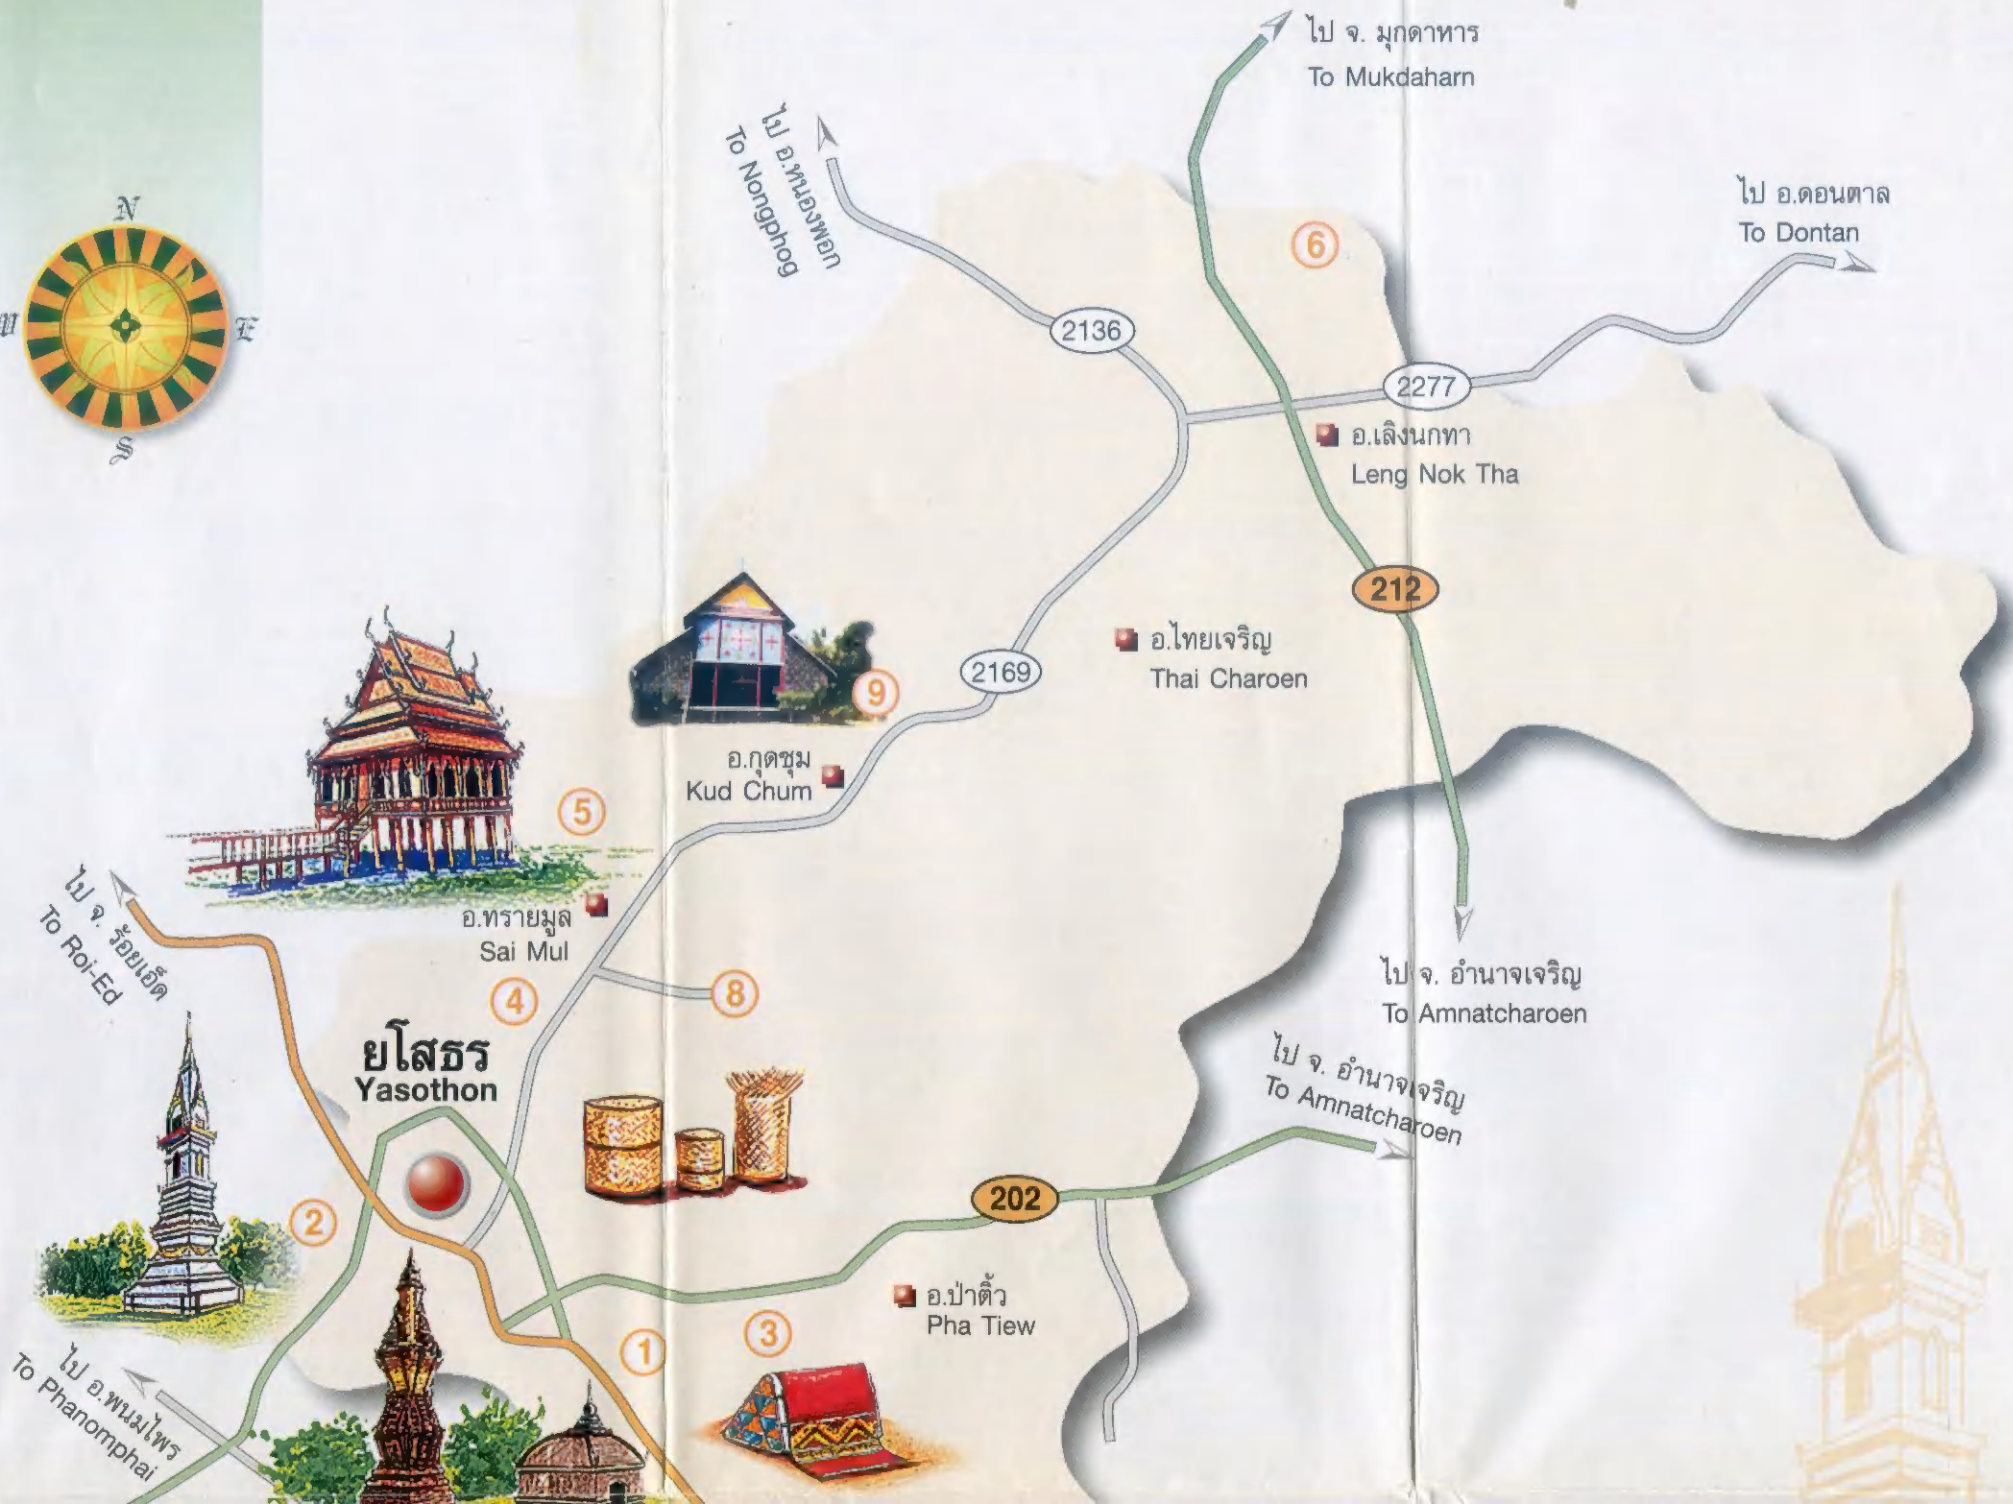 ไป จ. มุกดาหาร
To Mukdaharn
ไป อ.หนองพอก
To Nongphog
ไป อ.ดอนตาล
To Dontan
N
W
E
S
6
2136
2277
อ.เลิงนกทา
Leng Nok Tha
212
อ.ไทยเจริญ
Thai Charoen
2169
9
อ.กุดชุม
Kud Chum
5
อ.ทรายมูล
Sai Mul
ไป จ. ร้อยเอ็ด
To Roi-Ed
4
8
ไป จ. อำนาจเจริญ
To Amnatcharoen
ยโสธร
Yasothon
ไป จ. อำนาจเจริญ
To Amnatcharoen
2
202
อ.ป่าติ้ว
Pha Tiew
1
3
ไป อ.พนมไพร
To Phanomphai